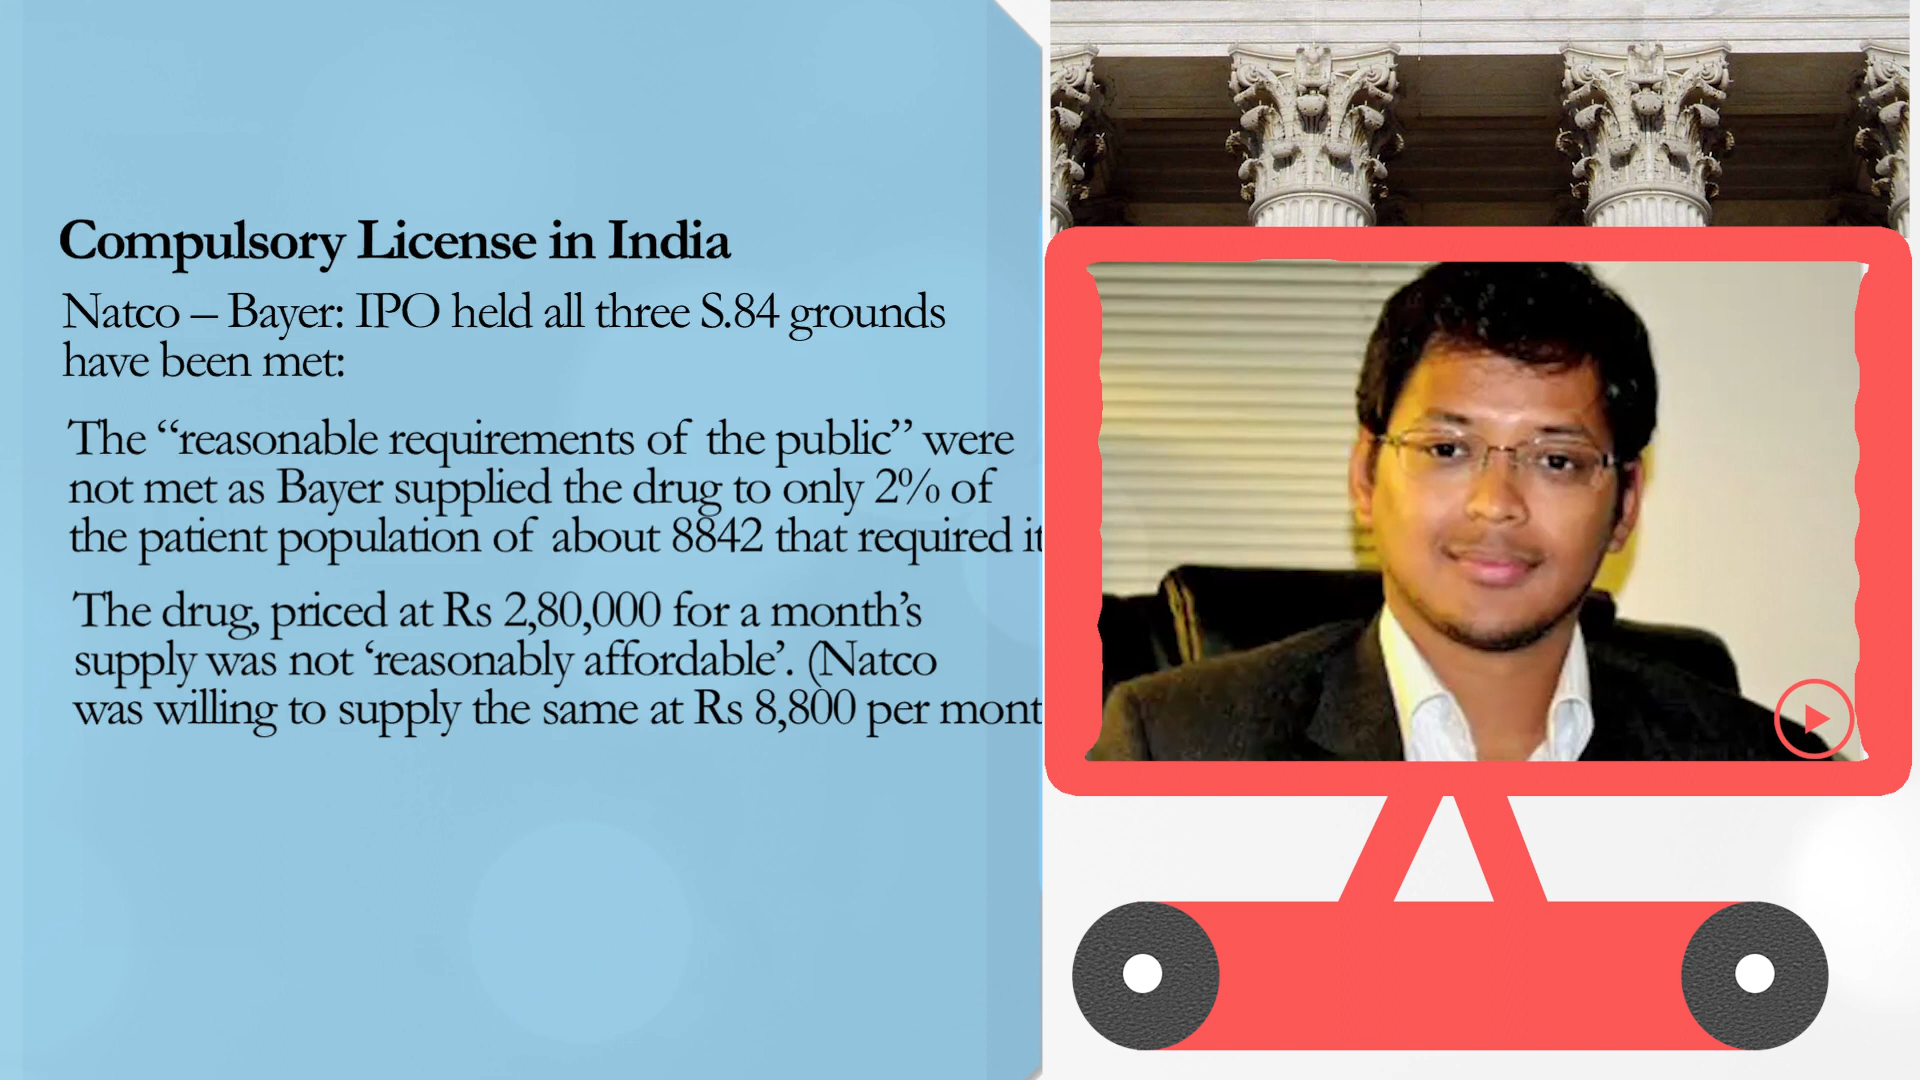 Compulsory License in India
Natco – Bayer: IPO held all three S.84 grounds
have been met:
The “reasonable requirements of the public” were
not met as Bayer supplied the drug to only 2% of
the patient population of about 8842 that required it
The drug, priced at Rs 2,80,000 for a month’s
supply was not ‘reasonably affordable’. (Natco
was willing to supply the same at Rs 8,800 per mont